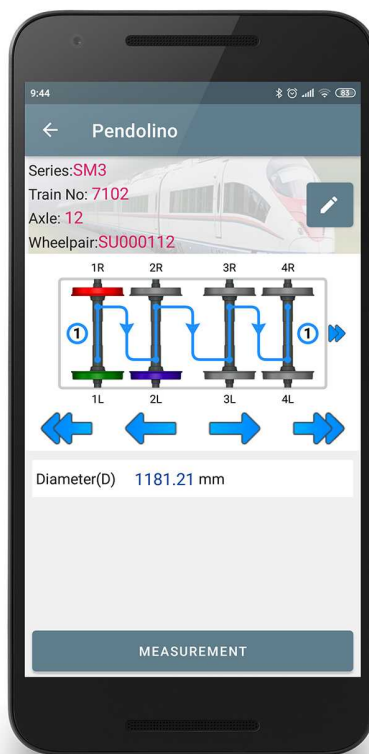 9:44
83
Pendolino
Series:SM3
Train No: 7102
Axle: 12
Wheelpair:SU000112
1R 2R 3R 4R
1 1
1L 2L 3L 4L
Diameter(D) 1181.21 mm
MEASUREMENT